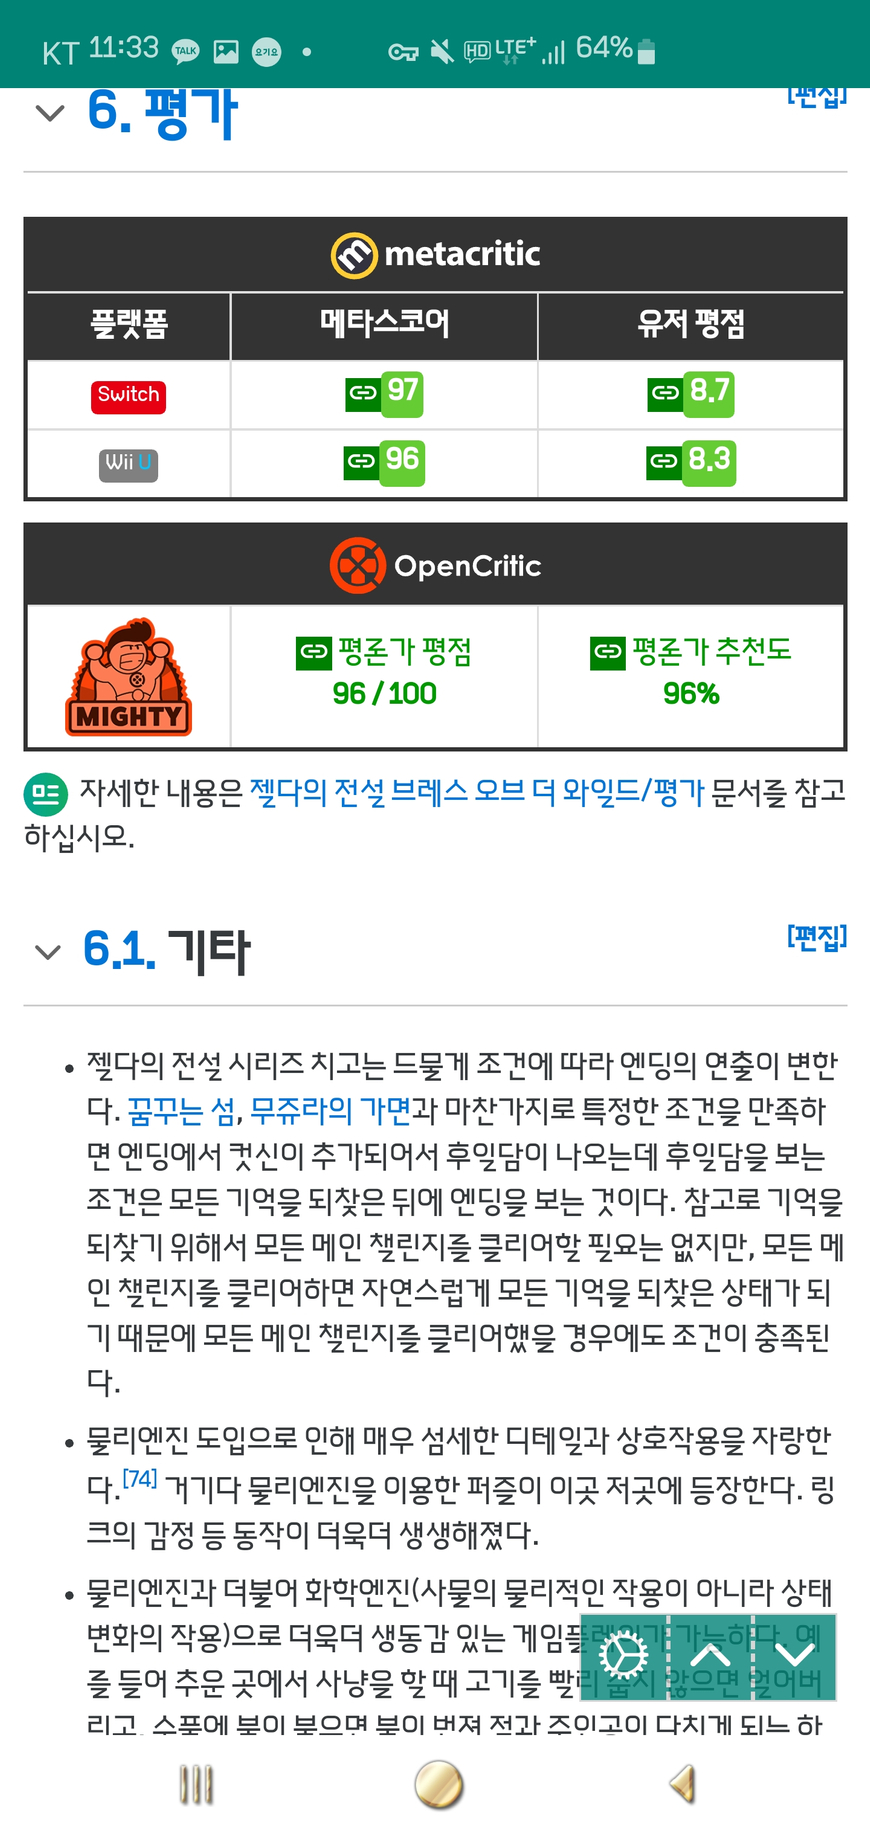 KT 11:33 TALK 요기요 HD LTE+ 64%
6. 평가 [편집]
metacritic
플랫폼 메타스코어 유저 평점
Switch 97 8.7
Wii U 96 8.3
OpenCritic
MIGHTY
평론가 평점 평론가 추천도
96 / 100 96%
자세한 내용은 젤다의 전설 브레스 오브 더 와일드/평가 문서를 참고
하십시오.
6.1. 기타 [편집]
젤다의 전설 시리즈 치고는 드물게 조건에 따라 엔딩의 연출이 변한
다. 꿈꾸는 섬, 무쥬라의 가면과 마찬가지로 특정한 조건을 만족하
면 엔딩에서 컷신이 추가되어서 후일담이 나오는데 후일담을 보는
조건은 모든 기억을 되찾은 뒤에 엔딩을 보는 것이다. 참고로 기억을
되찾기 위해서 모든 메인 챌린지를 클리어할 필요는 없지만, 모든 메
인 챌린지를 클리어하면 자연스럽게 모든 기억을 되찾은 상태가 되
기 때문에 모든 메인 챌린지를 클리어했을 경우에도 조건이 충족된
다.
물리엔진 도입으로 인해 매우 섬세한 디테일과 상호작용을 자랑한
다.[74] 거기다 물리엔진을 이용한 퍼즐이 이곳 저곳에 등장한다. 링
크의 감정 등 동작이 더욱더 생생해졌다.
물리엔진과 더불어 화학엔진(사물의 물리적인 작용이 아니라 상태
변화의 작용)으로 더욱더 생동감 있는 게임플레이가 가능하다. 예
를 들어 추운 곳에서 사냥을 할 때 고기를 빨리 줍지 않으면 얼어버
리고, 수풀에 불이 붙으면 불이 번져 적과 주인공이 다치게 되는 하